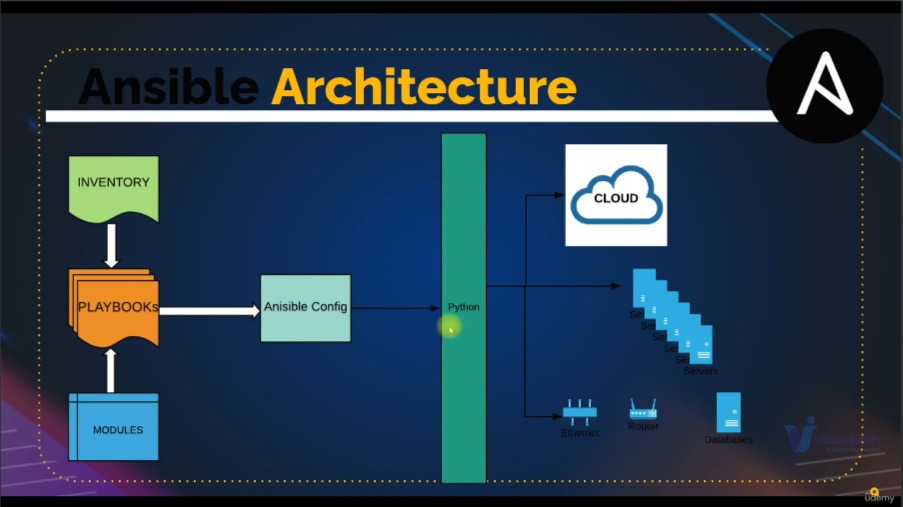 Ansible Architecture
INVENTORY
PLAYBOOKs
MODULES
Anisible Config
Python
CLOUD
Se
Se
Se
Se
Se
Servers
Ethernet
Router
Databases
udemy